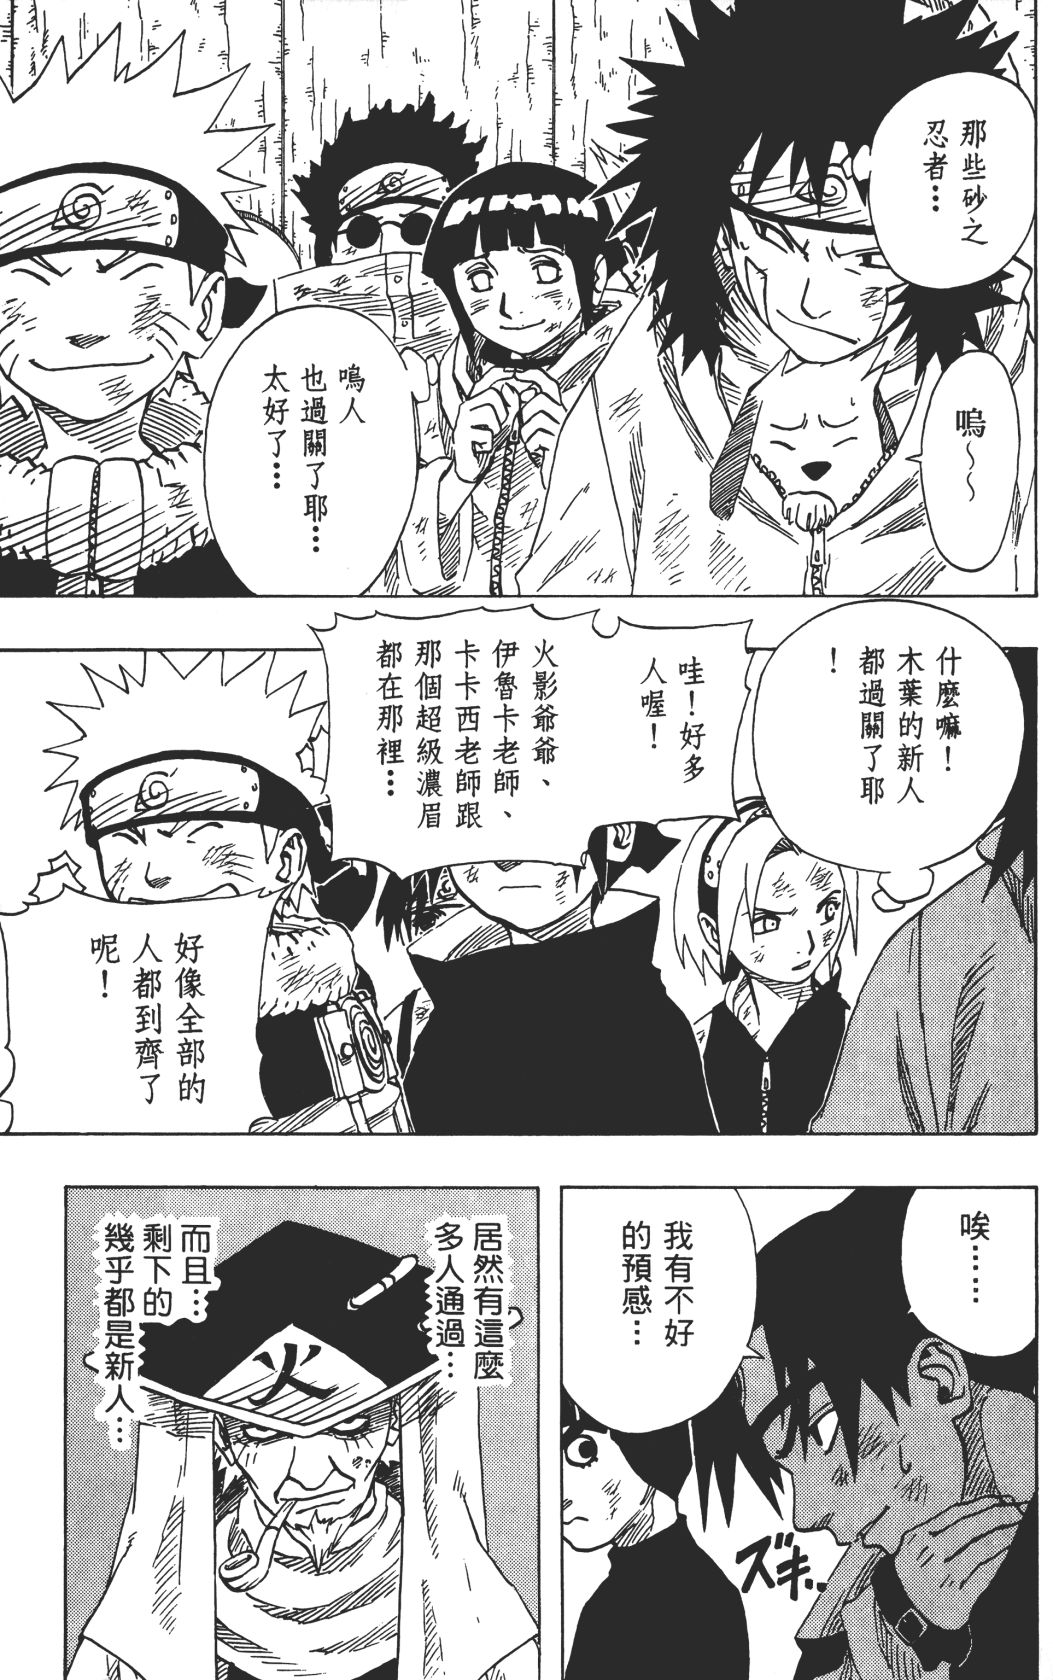 那些砂之
忍者…
嗚～～
鳴人
也過關了耶…
太好了…
什麼嘛！
木葉的新人
都過關了耶
！
哇！好多
人喔！
火影爺爺、
伊魯卡老師、
卡卡西老師跟
那個超級濃眉
都在那裡…
好像全部的
人都到齊了
呢！
唉……
我有不好
的預感…
ズキ..
居然有這麼
多人通過…
而且…
剩下的
幾乎都是新人…
火